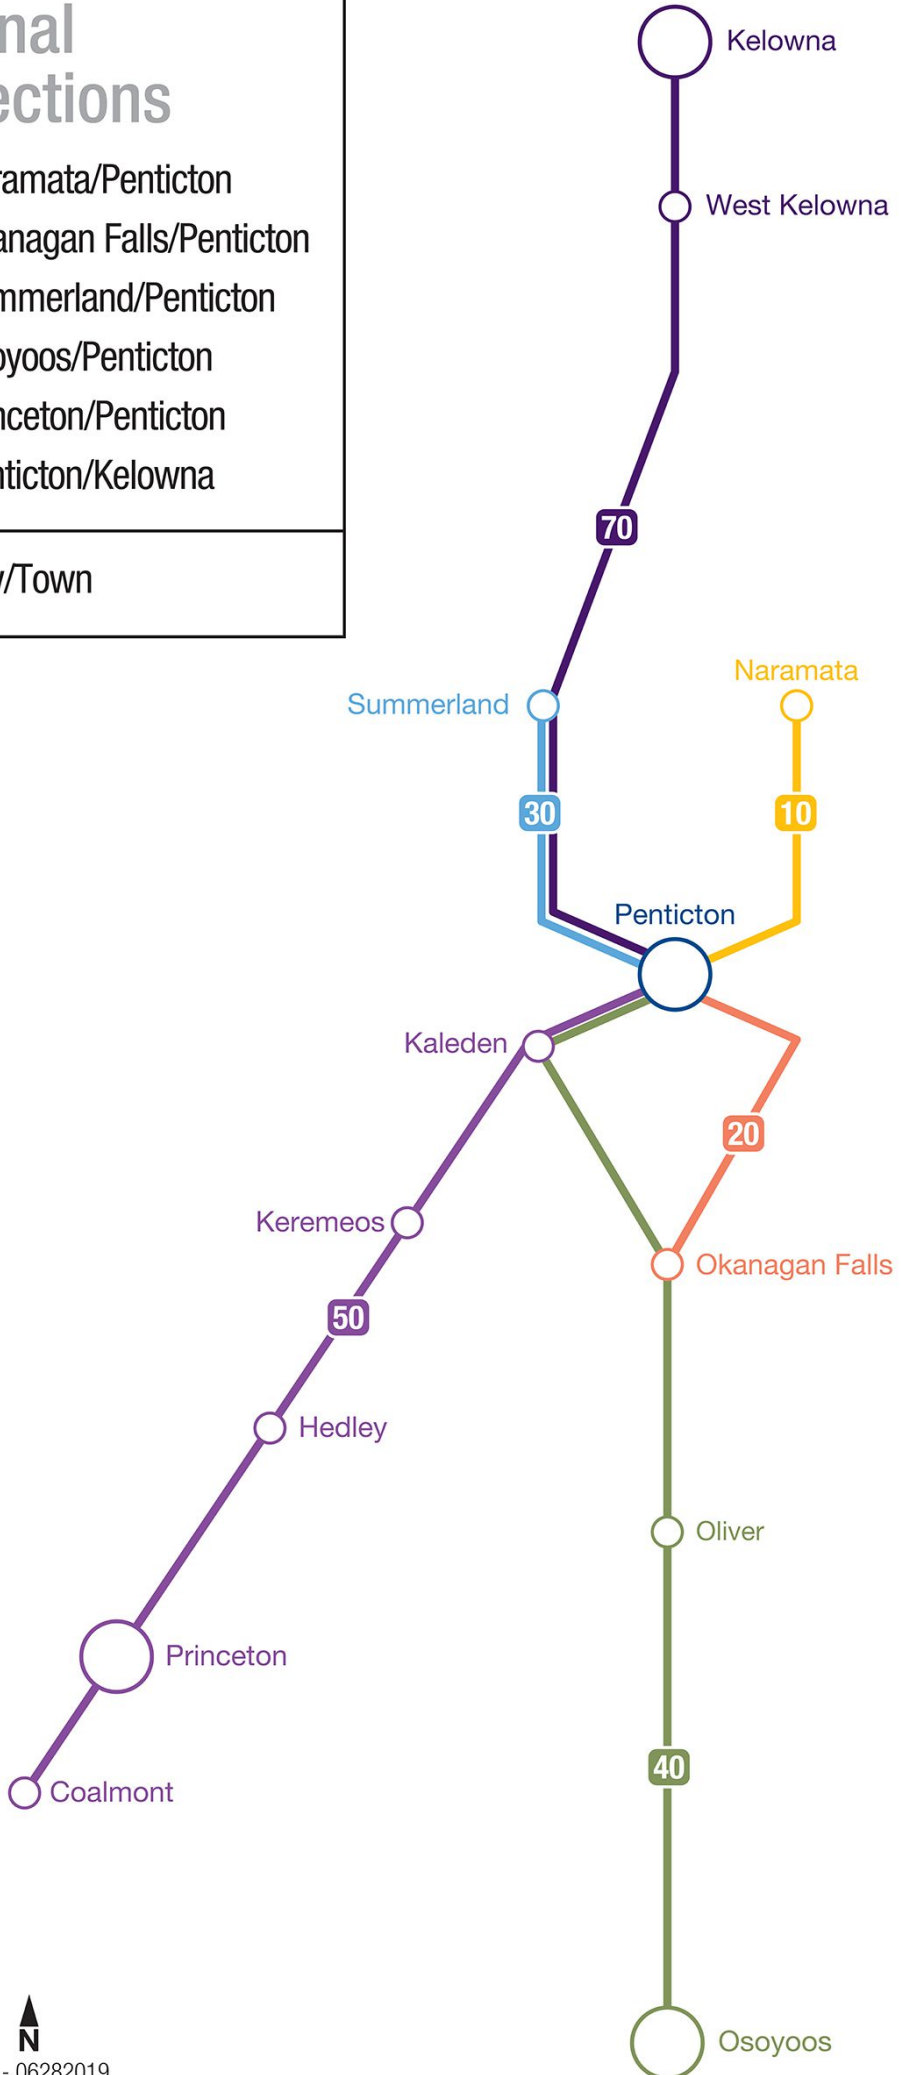 nal
ections
ramata/Penticton
anagan Falls/Penticton
mmerland/Penticton
oyoos/Penticton
nceton/Penticton
nticton/Kelowna
y/Town
Kelowna
West Kelowna
70
Naramata
Summerland
30
10
Penticton
Kaleden
20
Keremeos
Okanagan Falls
50
Hedley
Oliver
Princeton
40
Coalmont
N
Osoyoos
- 06282019